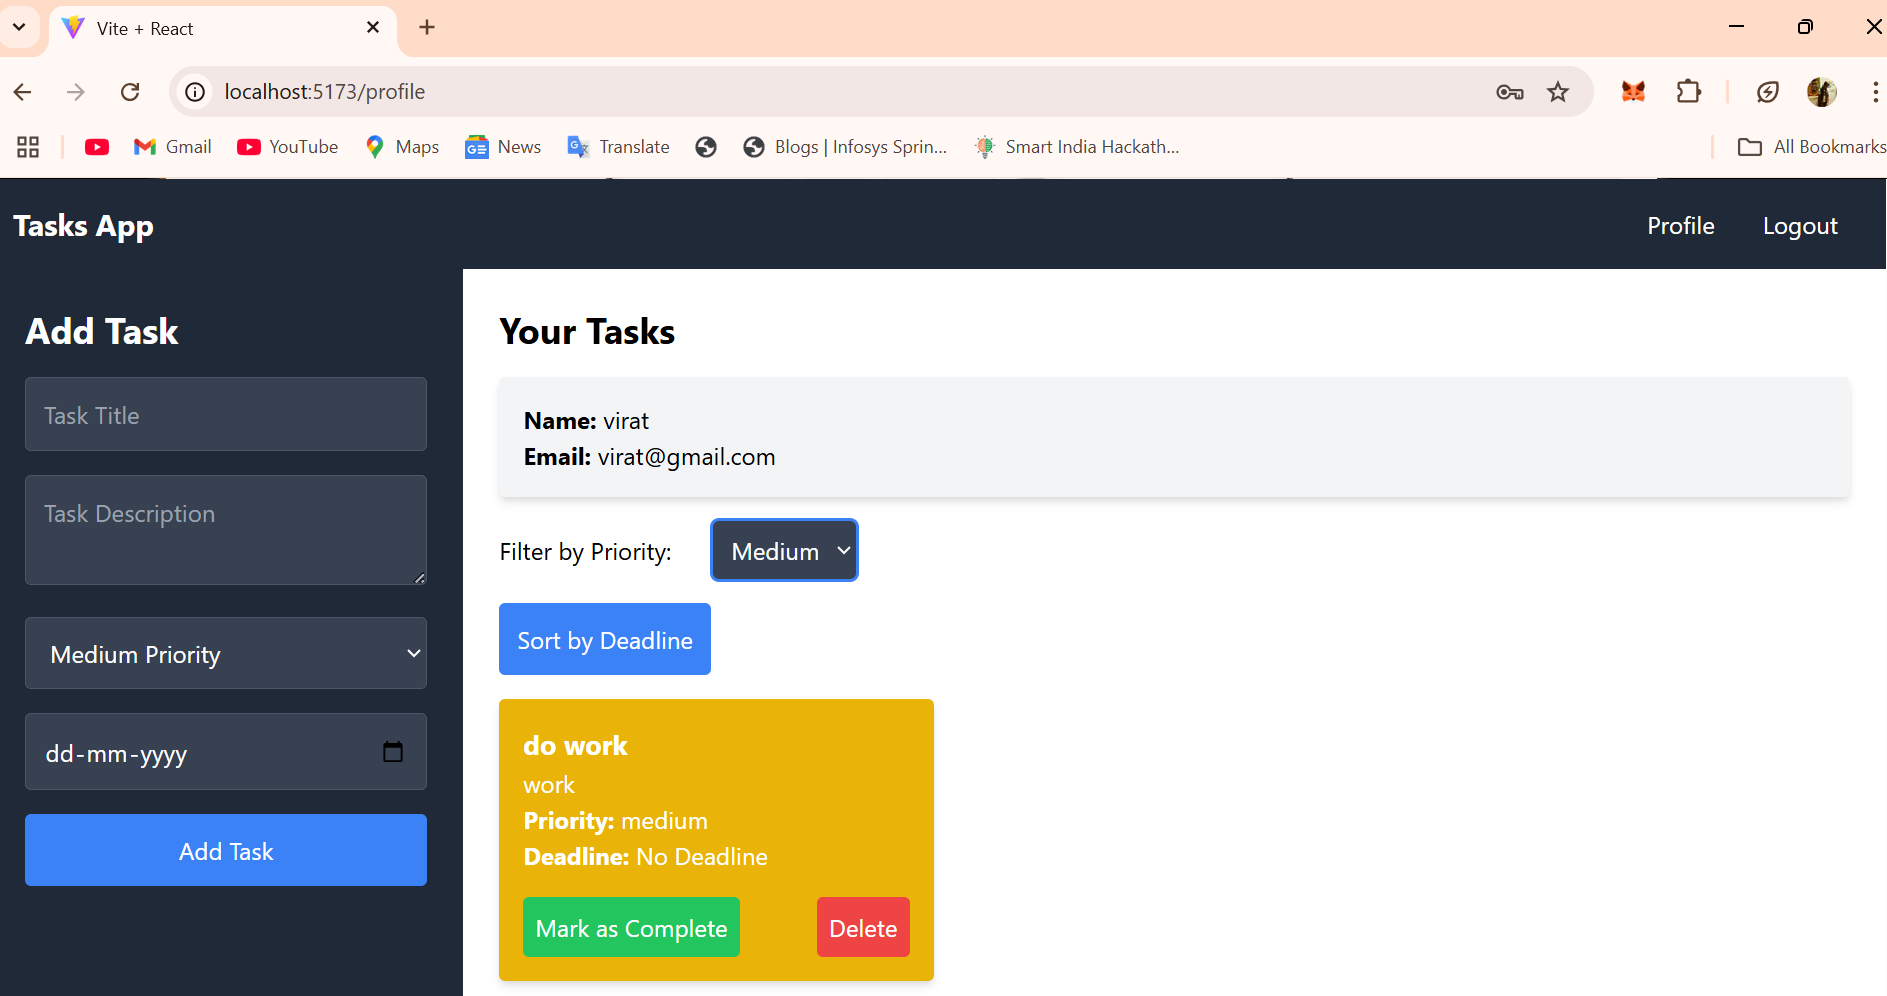 Vite + React
localhost:5173/profile
Gmail
YouTube
Maps
News
Translate
Blogs | Infosys Sprin...
Smart India Hackath...
All Bookmarks
Tasks App
Profile
Logout
Add Task
Task Title
Task Description
Medium Priority
dd-mm-yyyy
Add Task
Your Tasks
Name: virat
Email: virat@gmail.com
Filter by Priority: Medium
Sort by Deadline
do work
work
Priority: medium
Deadline: No Deadline
Mark as Complete
Delete